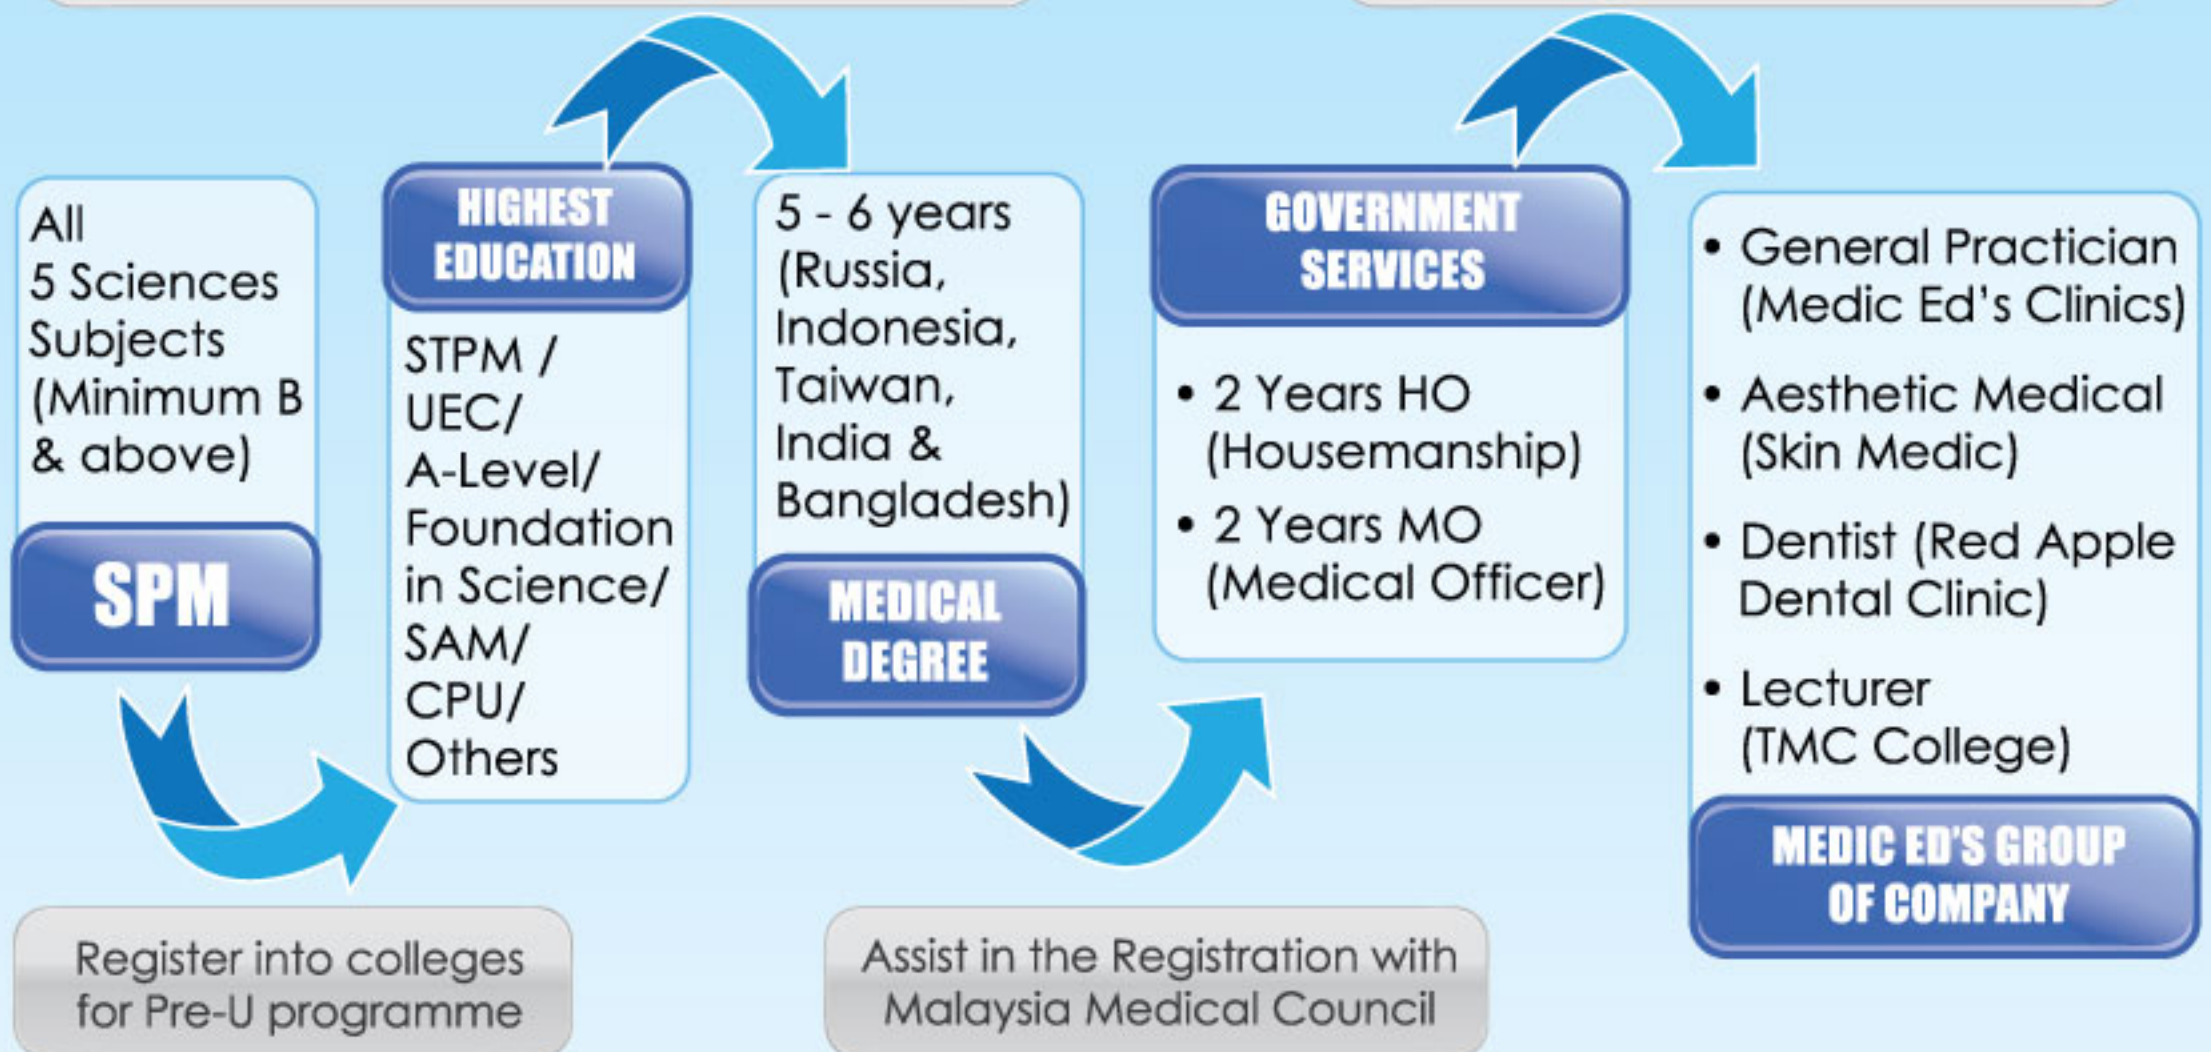 All
5 Sciences
Subjects
(Minimum B
& above)
SPM
Register into colleges
for Pre-U programme
HIGHEST
EDUCATION
STPM /
UEC/
A-Level/
Foundation
in Science/
SAM/
CPU/
Others
5 - 6 years
(Russia,
Indonesia,
Taiwan,
India &
Bangladesh)
MEDICAL
DEGREE
Assist in the Registration with
Malaysia Medical Council
GOVERNMENT
SERVICES
• 2 Years HO
(Housemanship)
• 2 Years MO
(Medical Officer)
• General Practician
(Medic Ed's Clinics)
• Aesthetic Medical
(Skin Medic)
• Dentist (Red Apple
Dental Clinic)
• Lecturer
(TMC College)
MEDIC ED'S GROUP
OF COMPANY